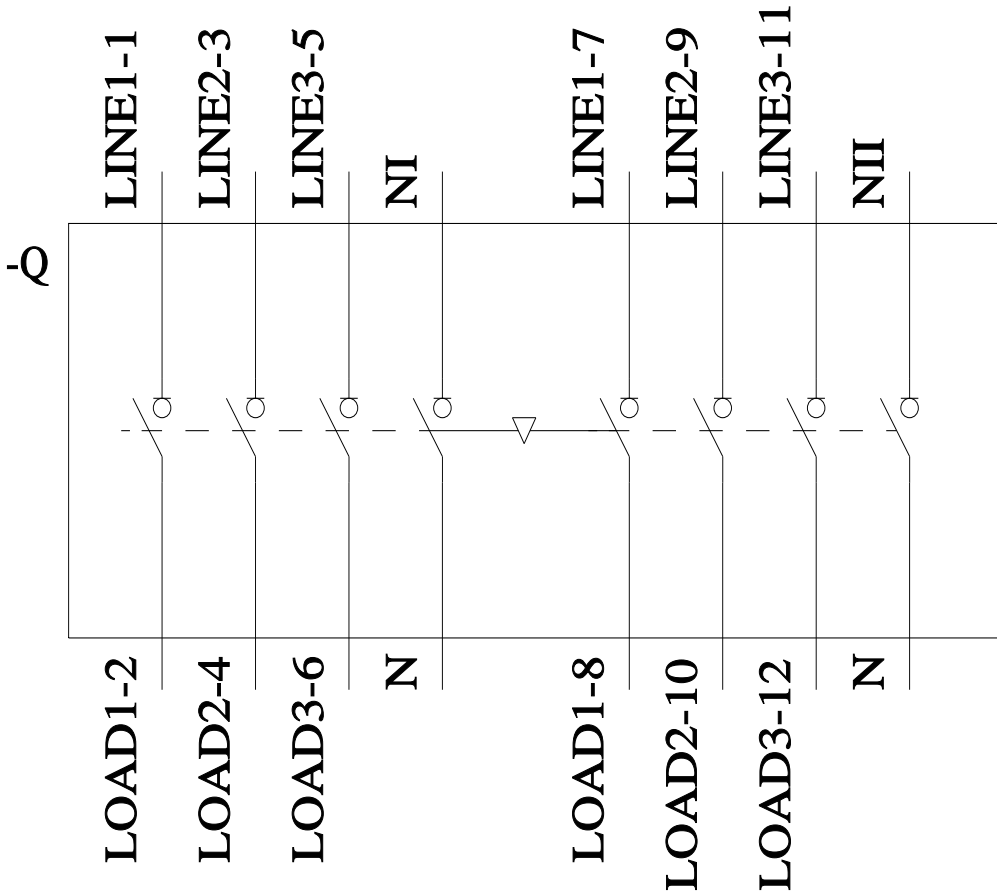 LINE1-1
LINE2-3
LINE3-5
NI
LINE1-7
LINE2-9
LINE3-11
NII
-Q
LOAD1-2
LOAD2-4
LOAD3-6
N
LOAD1-8
LOAD2-10
LOAD3-12
N